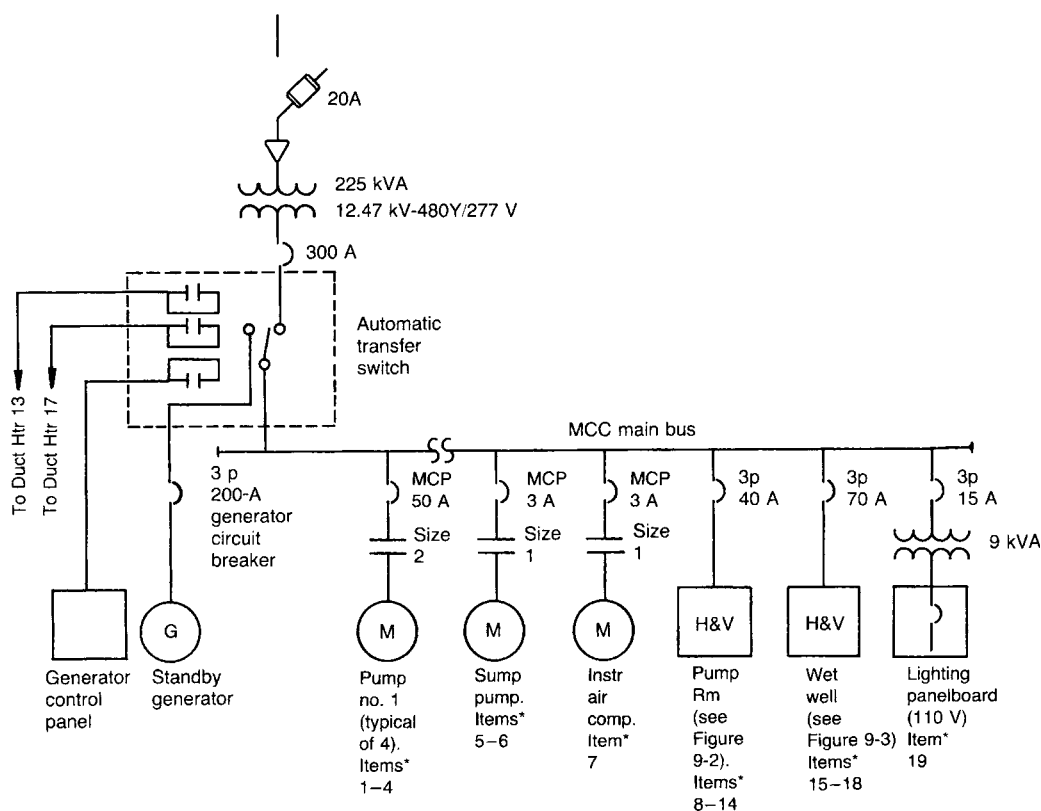 20A
225 kVA
12.47 kV-480Y/277 V
300 A
Automatic
transfer
switch
To Duct Htr 13
To Duct Htr 17
MCC main bus
3 p
200-A
generator
circuit
breaker
MCP
50 A
Size
2
MCP
3 A
Size
1
MCP
3 A
Size
1
3p
40 A
3p
70 A
3p
15 A
9 kVA
G
M
M
M
H&V
H&V
Generator
control
panel
Standby
generator
Pump
no. 1
(typical
of 4).
Items*
1–4
Sump
pump.
Items*
5–6
Instr
air
comp.
Item*
7
Pump
Rm
(see
Figure
9-2).
Items*
8–14
Wet
well
(see
Figure 9-3)
Items*
15–18
Lighting
panelboard
(110 V)
Item*
19